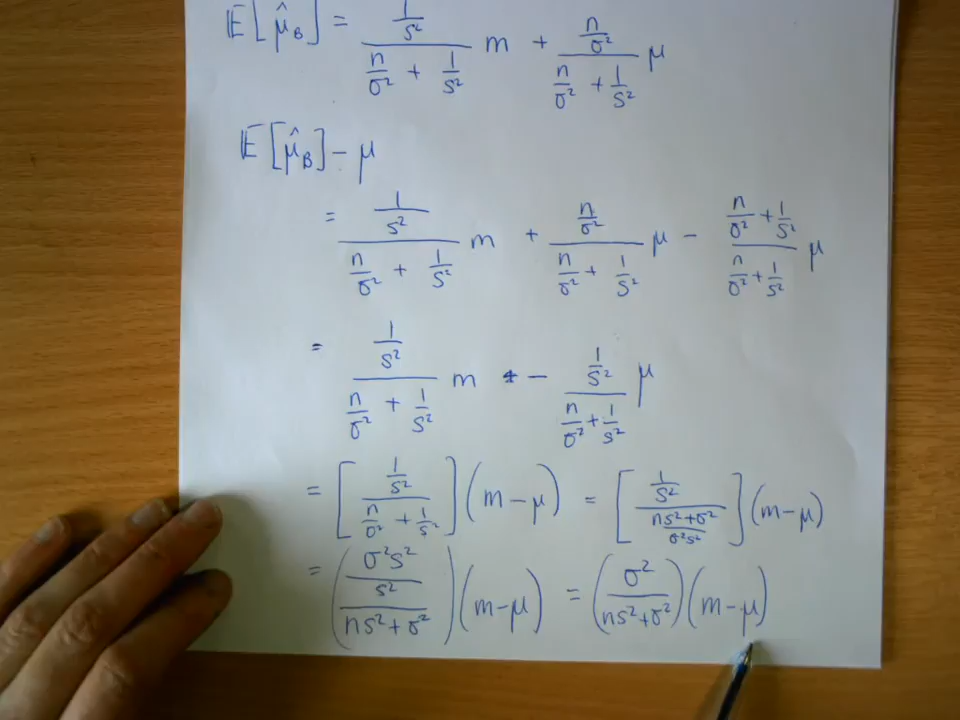 𝔼[μ̂_B] = (1/s²)/(n/σ² + 1/s²) m + (n/σ²)/(n/σ² + 1/s²) μ
𝔼[μ̂_B] − μ
= (1/s²)/(n/σ² + 1/s²) m + (n/σ²)/(n/σ² + 1/s²) μ − (n/σ² + 1/s²)/(n/σ² + 1/s²) μ
= (1/s²)/(n/σ² + 1/s²) m − (1/s²)/(n/σ² + 1/s²) μ
= [(1/s²)/(n/σ² + 1/s²)] (m − μ) = [(1/s²)/((ns² + σ²)/(σ²s²))] (m − μ)
= ((σ²s²/s²)/(ns² + σ²)) (m − μ) = (σ²/(ns² + σ²)) (m − μ)